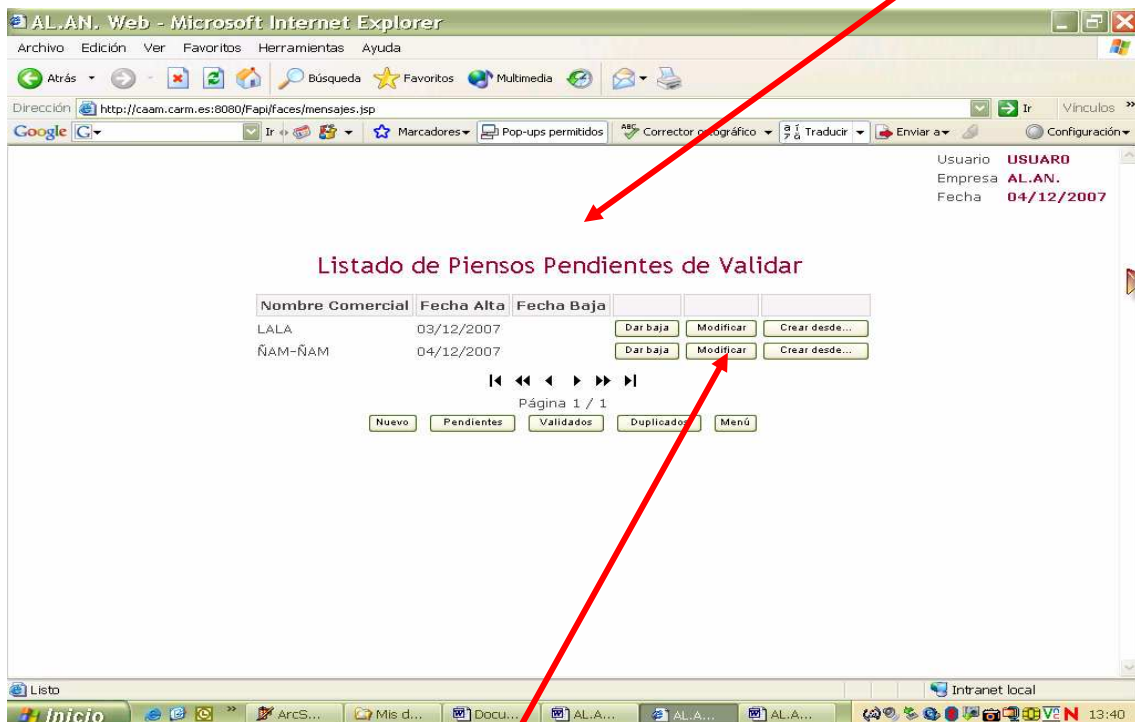 AL.AN. Web - Microsoft Internet Explorer
Archivo Edición Ver Favoritos Herramientas Ayuda
Atrás Búsqueda Favoritos Multimedia
Dirección http://caam.carm.es:8080/Fapi/faces/mensajes.jsp Ir Vínculos »
Google G Ir Marcadores Pop-ups permitidos ABC Corrector ortográfico Traducir Enviar a Configuración
Usuario USUAR0
Empresa AL.AN.
Fecha 04/12/2007
Listado de Piensos Pendientes de Validar
Nombre Comercial Fecha Alta Fecha Baja
LALA 03/12/2007 Dar baja Modificar Crear desde...
ÑAM-ÑAM 04/12/2007 Dar baja Modificar Crear desde...
Página 1 / 1
Nuevo Pendientes Validados Duplicados Menú
Listo Intranet local
Inicio » ArcS... Mis d... Docu... AL.A... AL.A... AL.A... 13:40